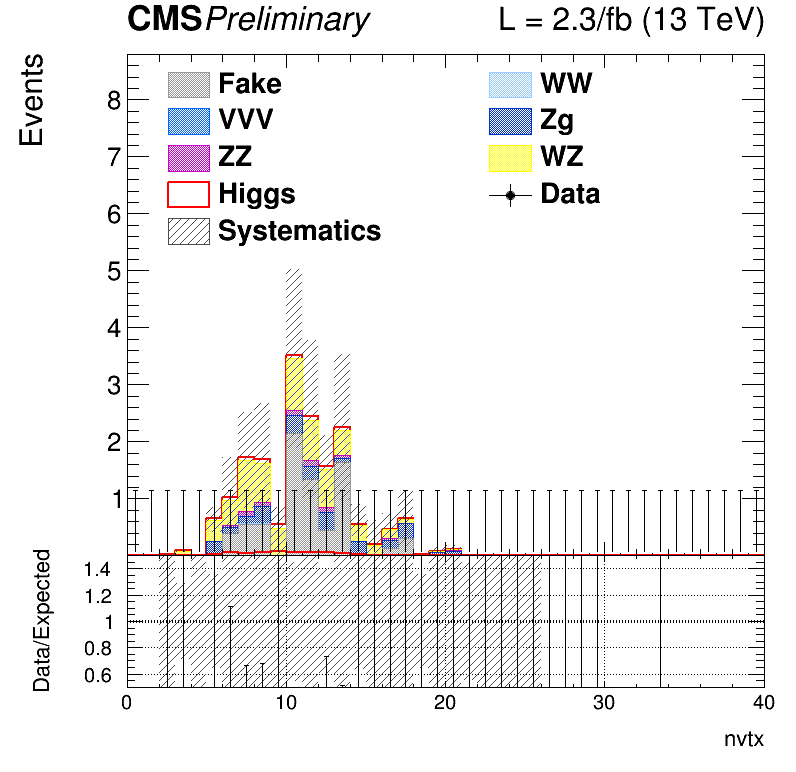 CMS Preliminary L = 2.3/fb (13 TeV)
Events
Fake WW
VVV Zg
ZZ WZ
Higgs Data
Systematics
8
7
6
5
4
3
2
1
Data/Expected
1.4
1.2
1
0.8
0.6
0 10 20 30 40
nvtx